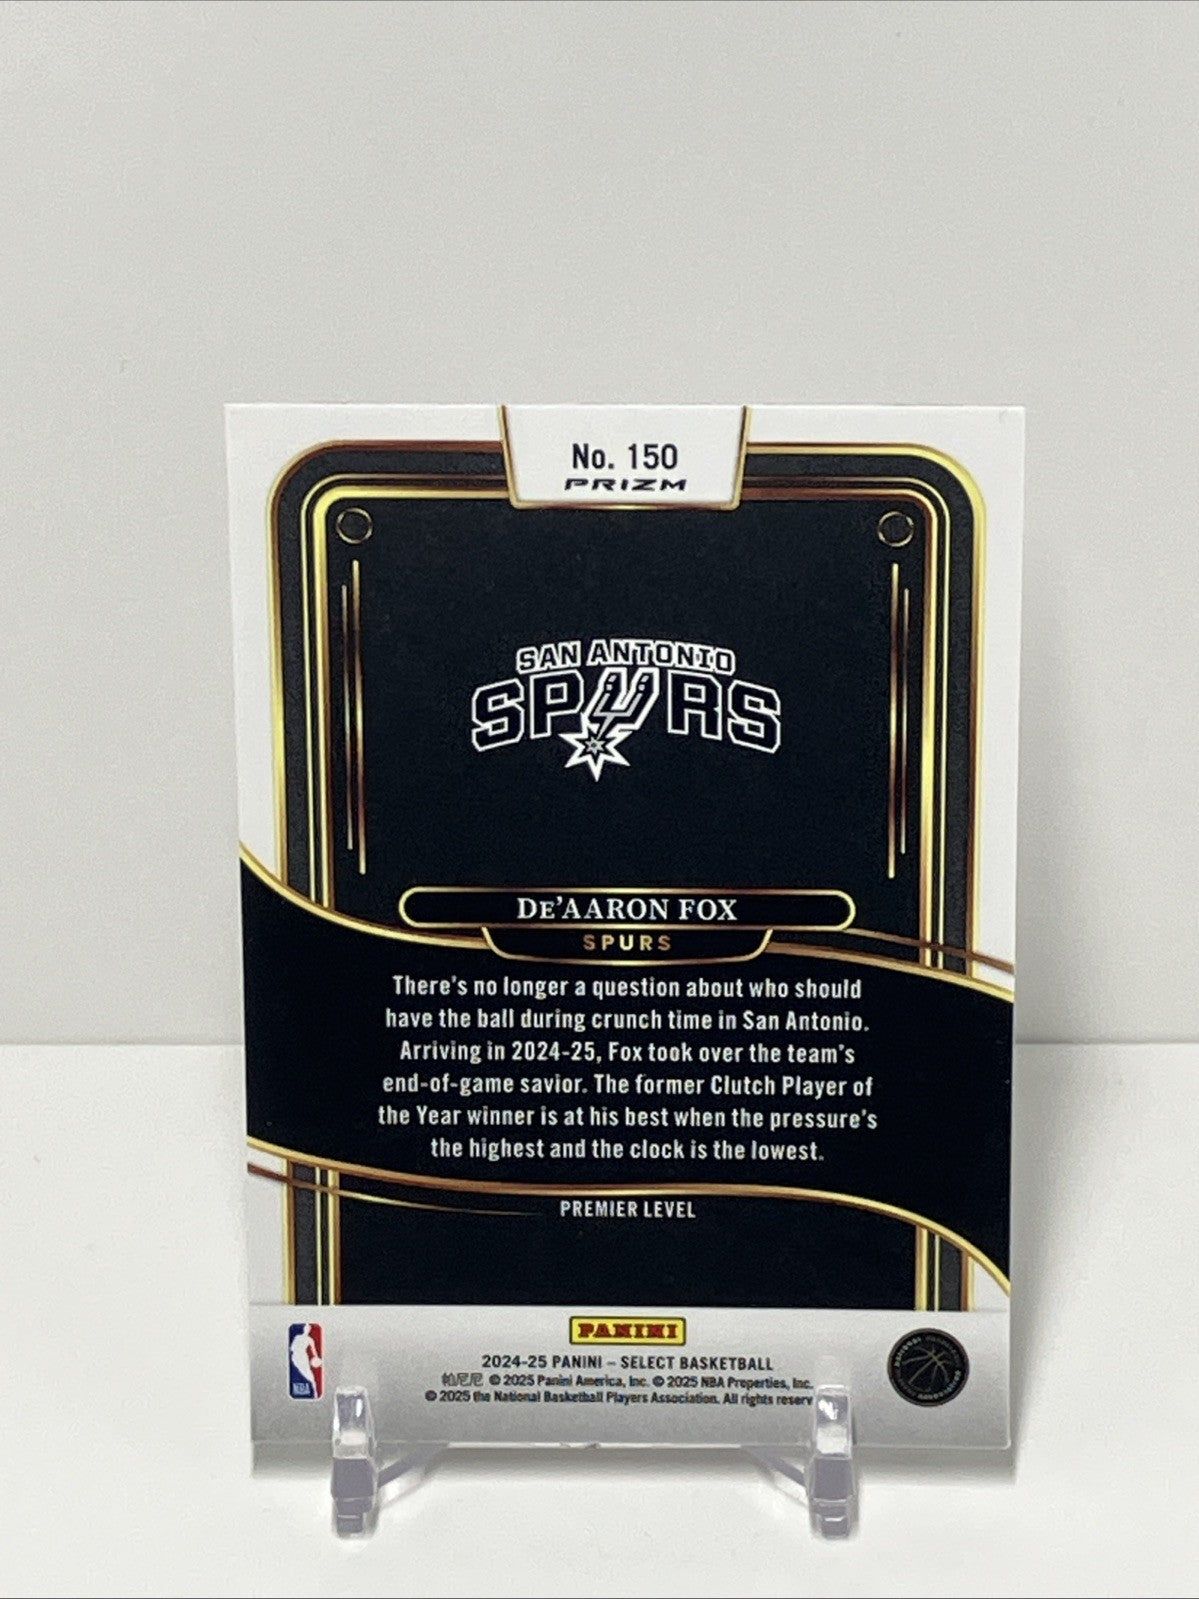 No. 150
PRIZM
SAN ANTONIO
SPURS
DE'AARON FOX
SPURS
There's no longer a question about who should
have the ball during crunch time in San Antonio.
Arriving in 2024-25, Fox took over the team's
end-of-game savior. The former Clutch Player of
the Year winner is at his best when the pressure's
the highest and the clock is the lowest.
PREMIER LEVEL
PANINI
2024-25 PANINI – SELECT BASKETBALL
帕尼尼 © 2025 Panini America, Inc. © 2025 NBA Properties, Inc.
© 2025 the National Basketball Players Association. All rights reserv
NBA